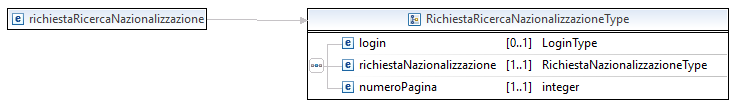 richiestaRicercaNazionalizzazione
RichiestaRicercaNazionalizzazioneType
login [0..1] LoginType
richiestaNazionalizzazione [1..1] RichiestaNazionalizzazioneType
numeroPagina [1..1] integer